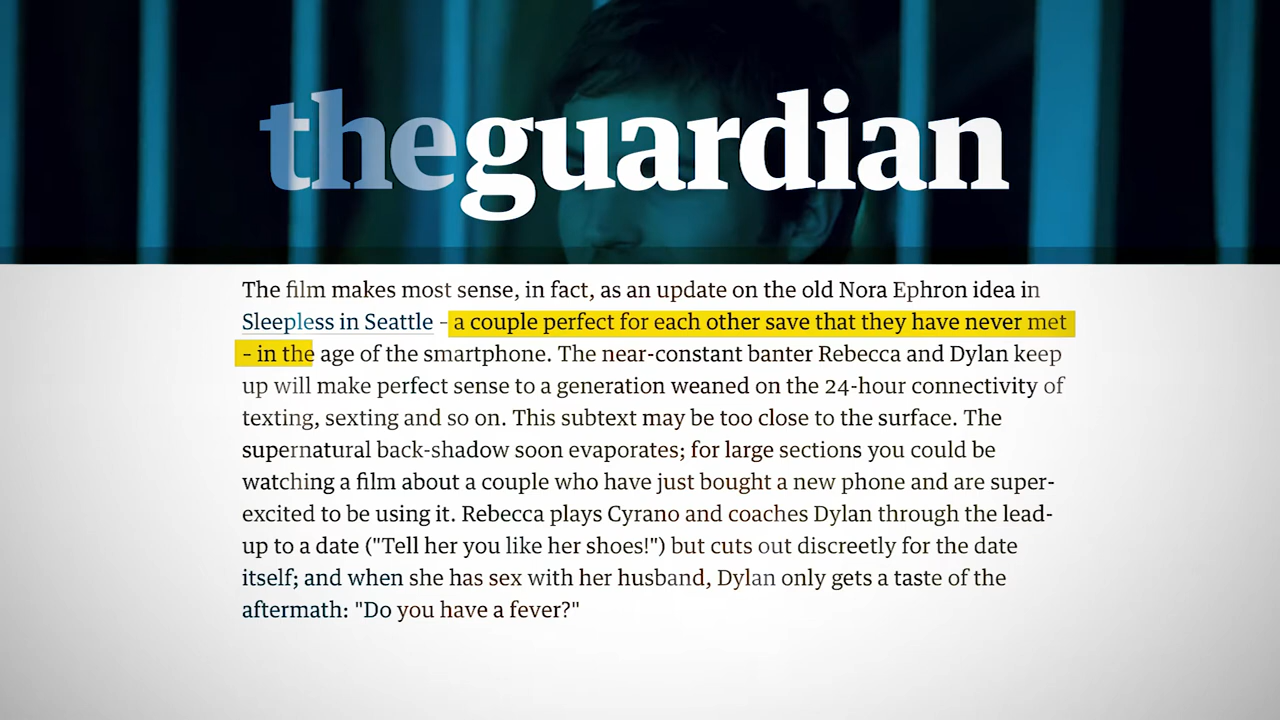 theguardian
The film makes most sense, in fact, as an update on the old Nora Ephron idea in
Sleepless in Seattle – a couple perfect for each other save that they have never met
– in the age of the smartphone. The near-constant banter Rebecca and Dylan keep
up will make perfect sense to a generation weaned on the 24-hour connectivity of
texting, sexting and so on. This subtext may be too close to the surface. The
supernatural back-shadow soon evaporates; for large sections you could be
watching a film about a couple who have just bought a new phone and are super-
excited to be using it. Rebecca plays Cyrano and coaches Dylan through the lead-
up to a date ("Tell her you like her shoes!") but cuts out discreetly for the date
itself; and when she has sex with her husband, Dylan only gets a taste of the
aftermath: "Do you have a fever?"